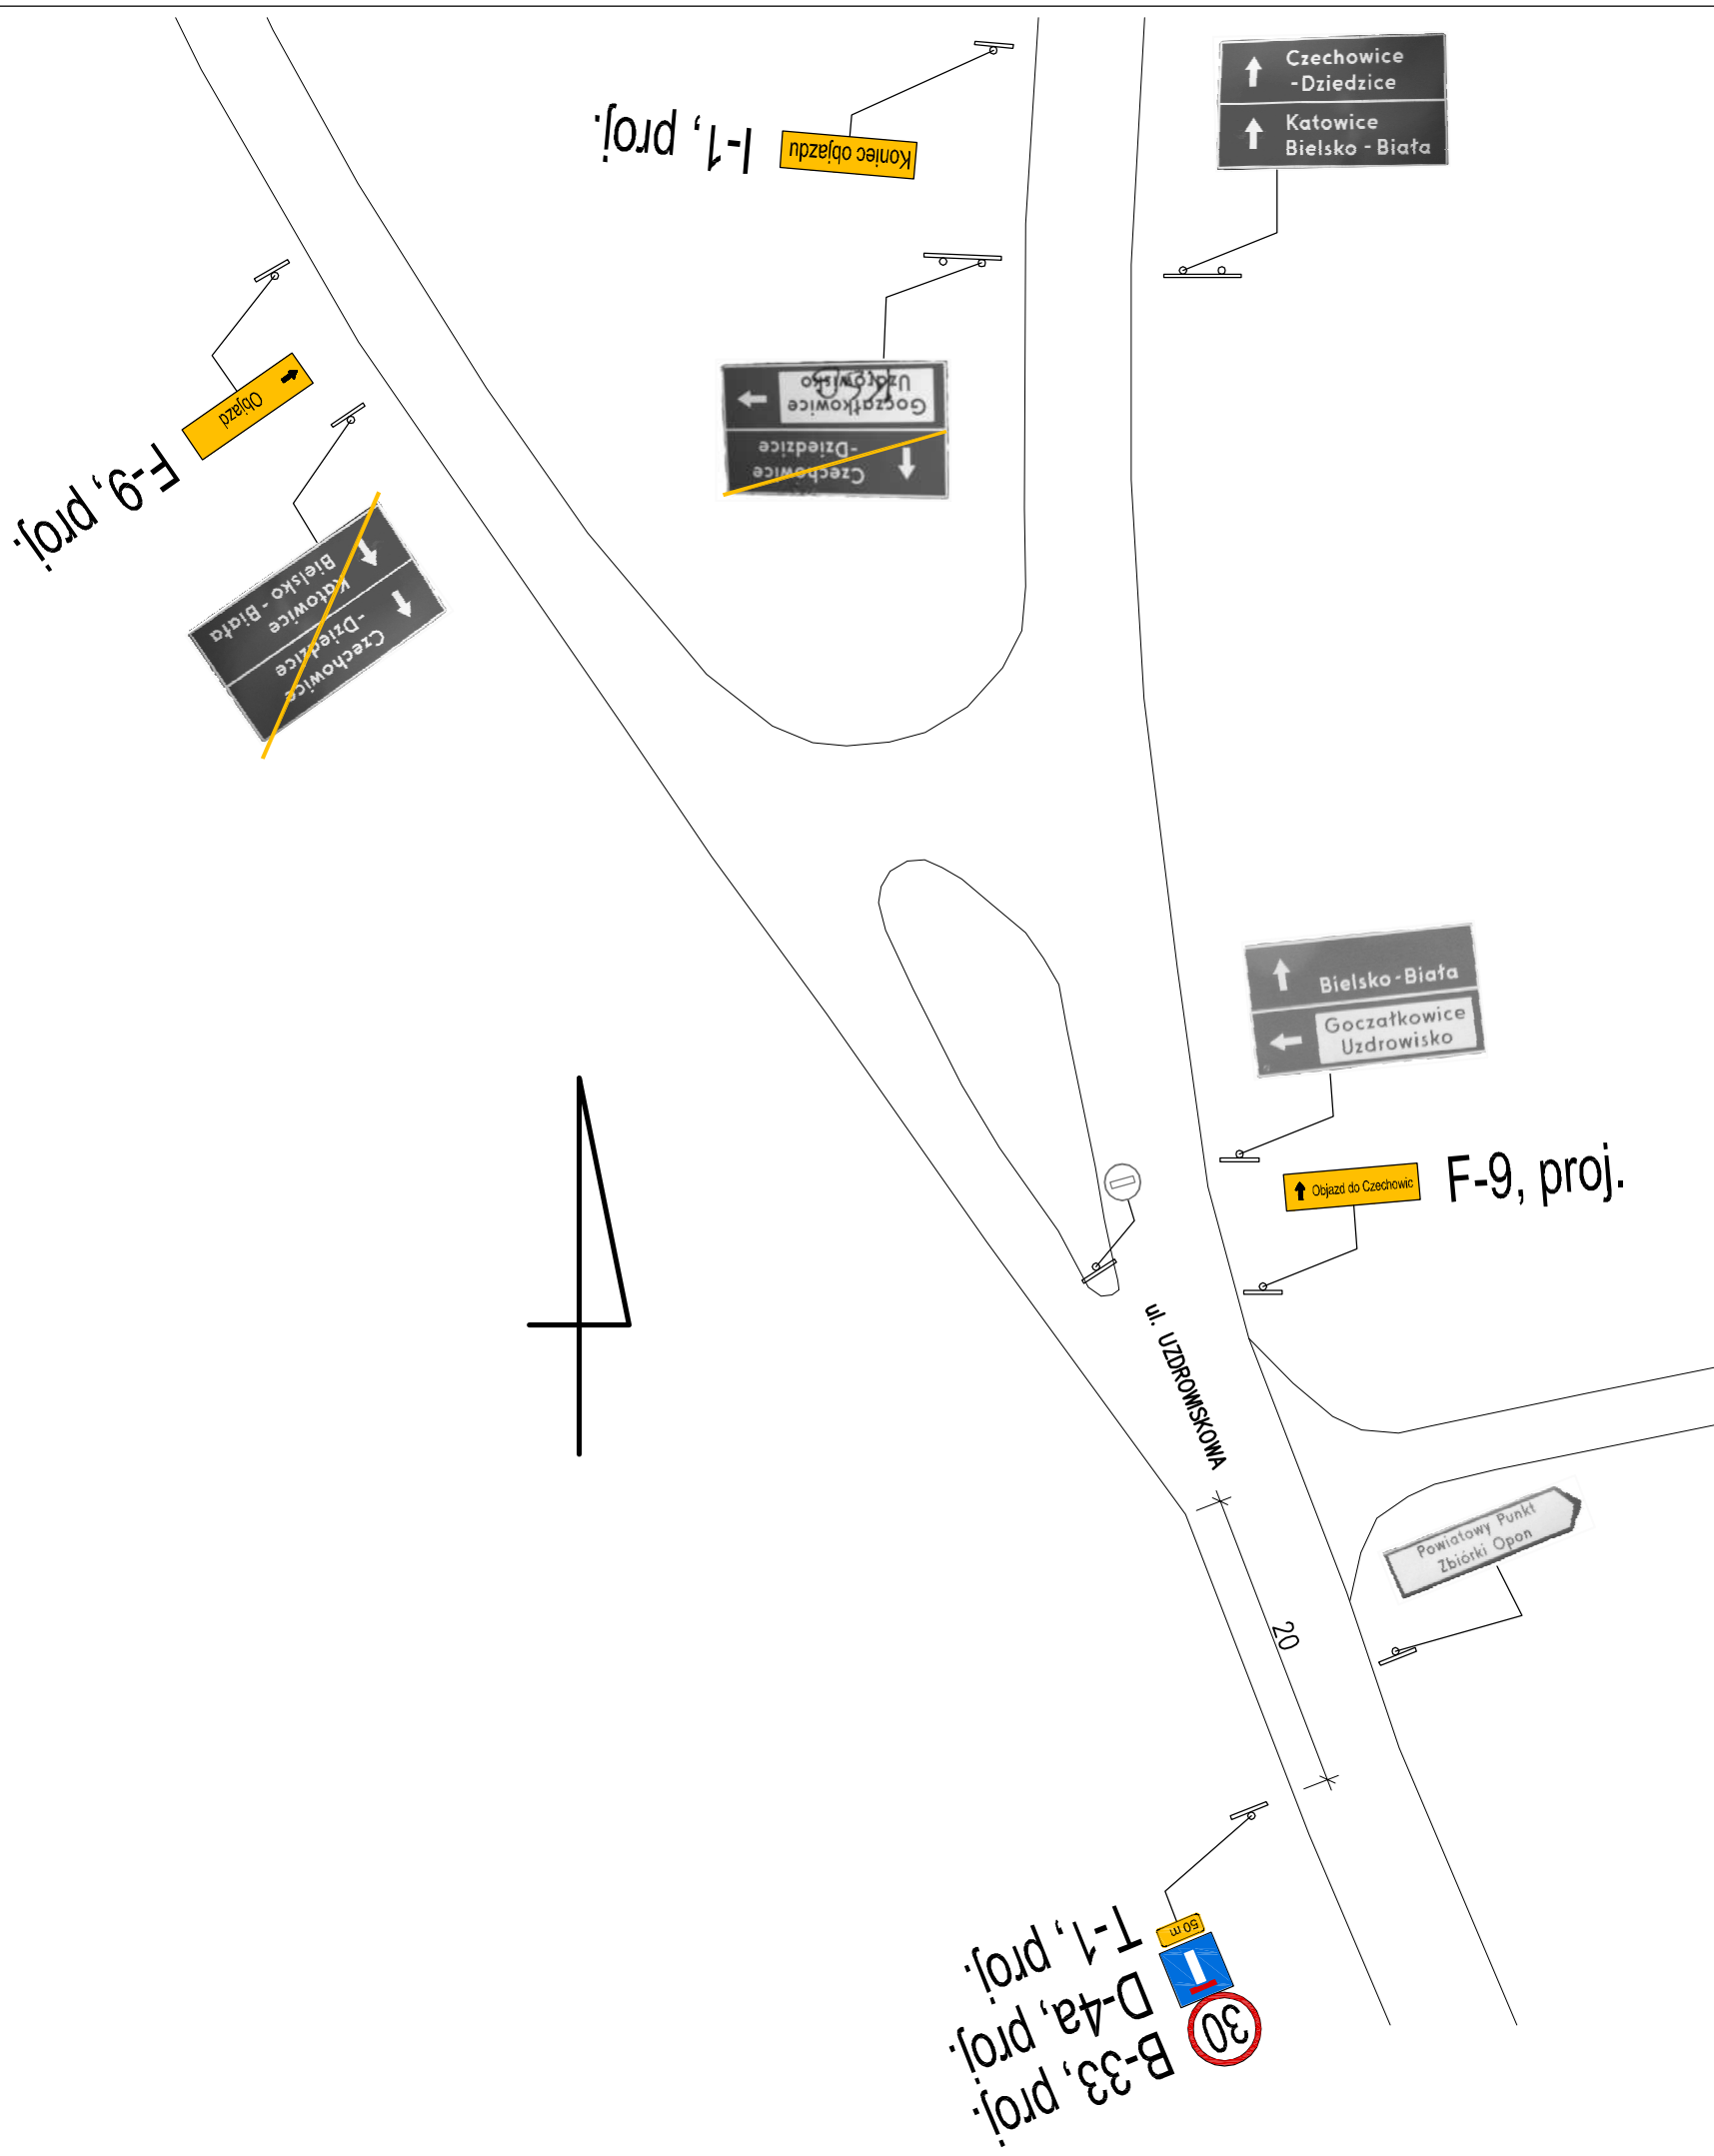 Czechowice
-Dziedzice
Katowice
Bielsko - Biała
I-1, proj.
Koniec objazdu
Objazd
F-9, proj.
Czechowice
-Dziedzice
Goczałkowice
Uzdrowisko
Czechowice
-Dziedzice
Katowice
Bielsko - Biała
Bielsko-Biała
Goczałkowice
Uzdrowisko
Objazd do Czechowic
F-9, proj.
ul. UZDROWISKOWA
Powiatowy Punkt
Zbiórki Opon
20
30
50 m
B-33, proj.
D-4a, proj.
T-1, proj.